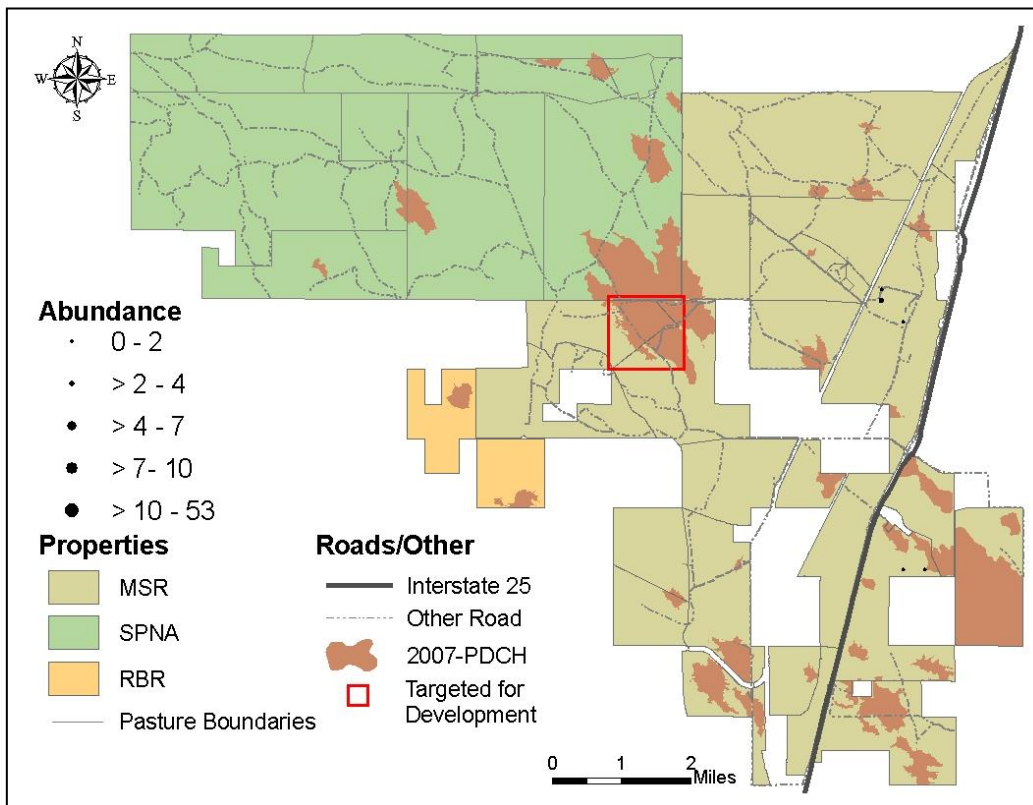 N
W E
S
Abundance
0 - 2
> 2 - 4
> 4 - 7
> 7- 10
> 10 - 53
Properties
MSR
SPNA
RBR
Pasture Boundaries
Roads/Other
Interstate 25
Other Road
2007-PDCH
Targeted for
Development
0 1 2
Miles